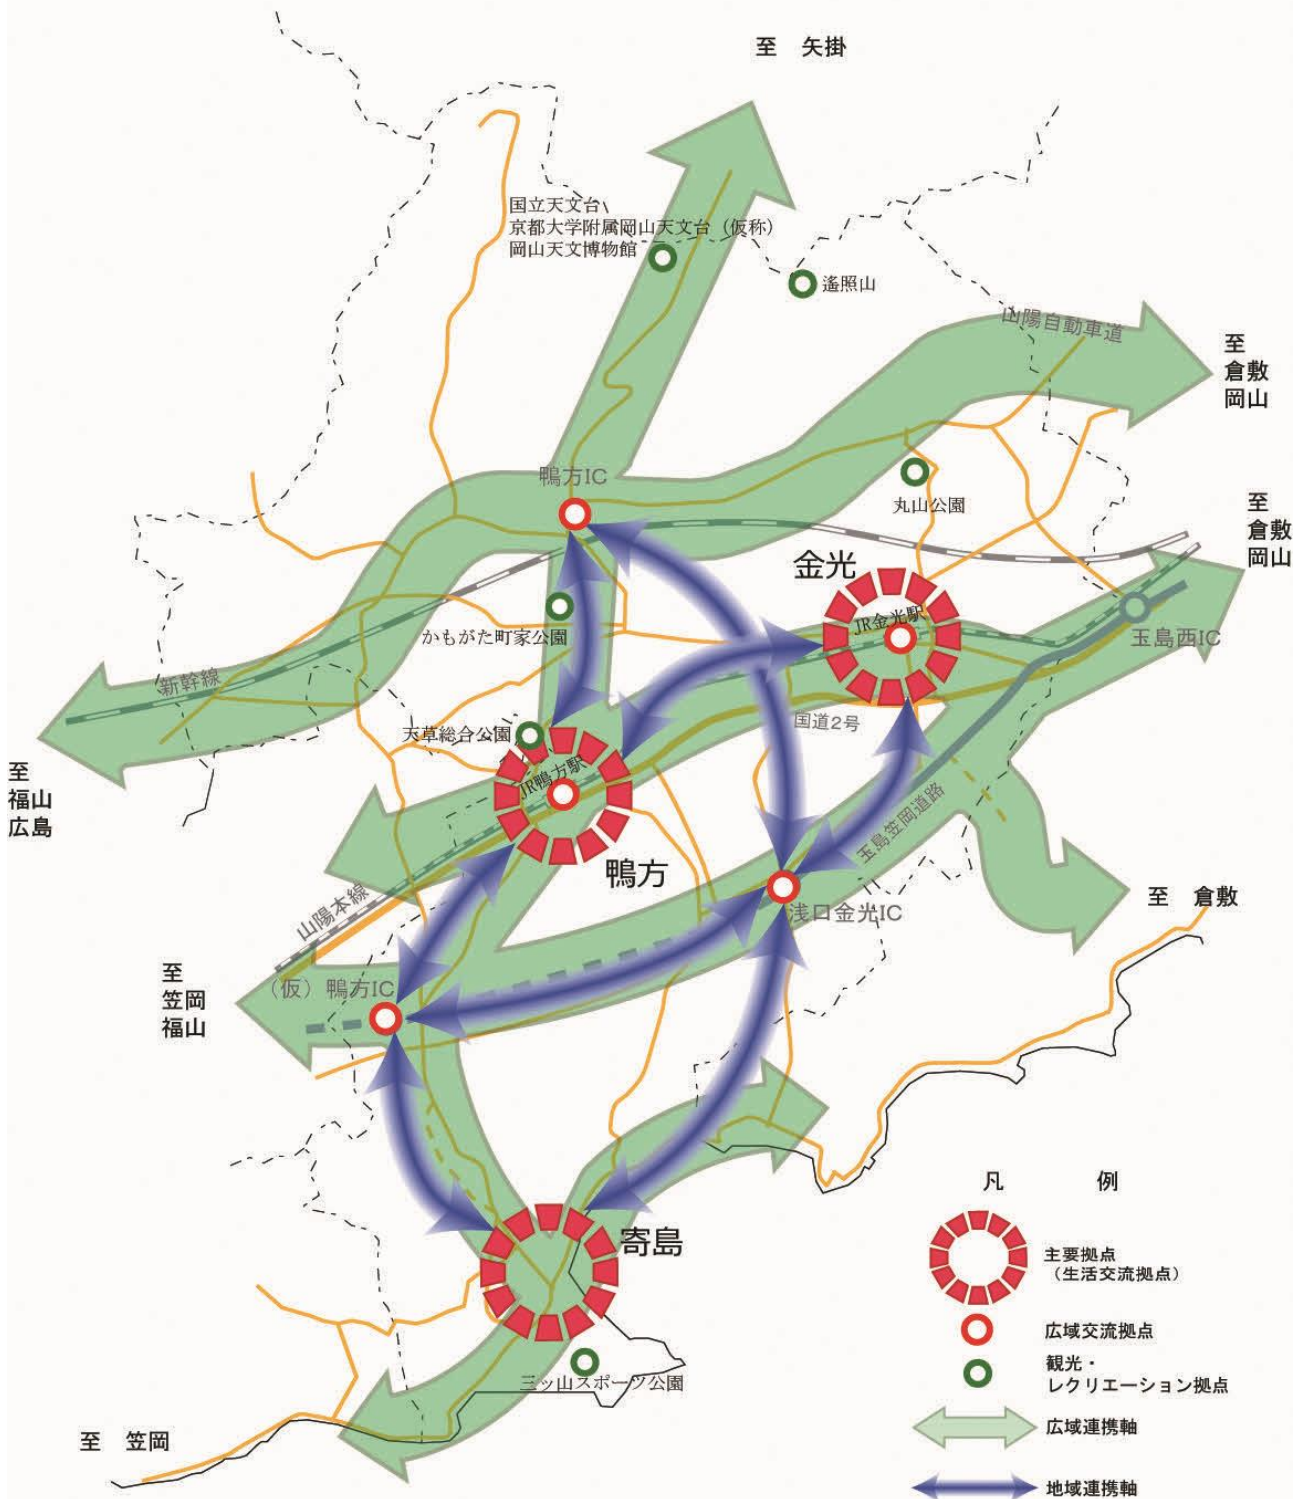 至 矢掛
国立天文台
京都大学附属岡山天文台（仮称）
岡山天文博物館
遙照山
山陽自動車道
至
倉敷
岡山
鴨方IC
丸山公園
至
倉敷
岡山
金光
JR金光駅
かもがた町家公園
玉島西IC
新幹線
国道2号
天草総合公園
JR鴨方駅
至
福山
広島
玉島笠岡道路
鴨方
山陽本線
浅口金光IC
至 倉敷
至
笠岡
福山
（仮）鴨方IC
寄島
三ッ山スポーツ公園
至 笠岡
凡 例
主要拠点
（生活交流拠点）
広域交流拠点
観光・
レクリエーション拠点
広域連携軸
地域連携軸